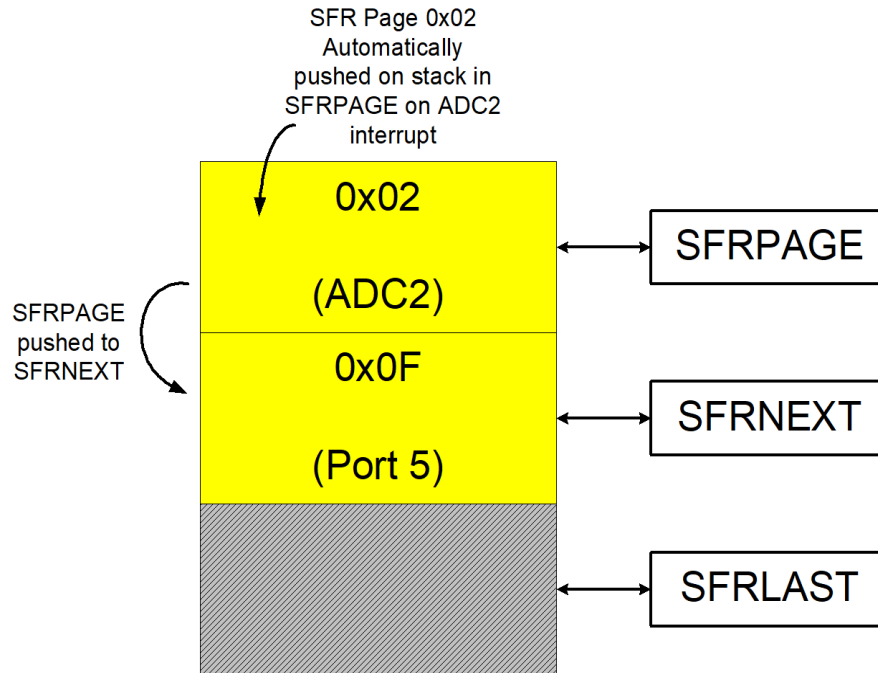 SFR Page 0x02
Automatically
pushed on stack in
SFRPAGE on ADC2
interrupt
0x02
(ADC2)
SFRPAGE
SFRPAGE
pushed to
SFRNEXT
0x0F
(Port 5)
SFRNEXT
SFRLAST